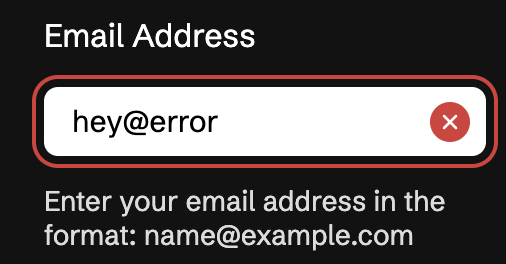 Email Address
hey@error
Enter your email address in the
format: name@example.com